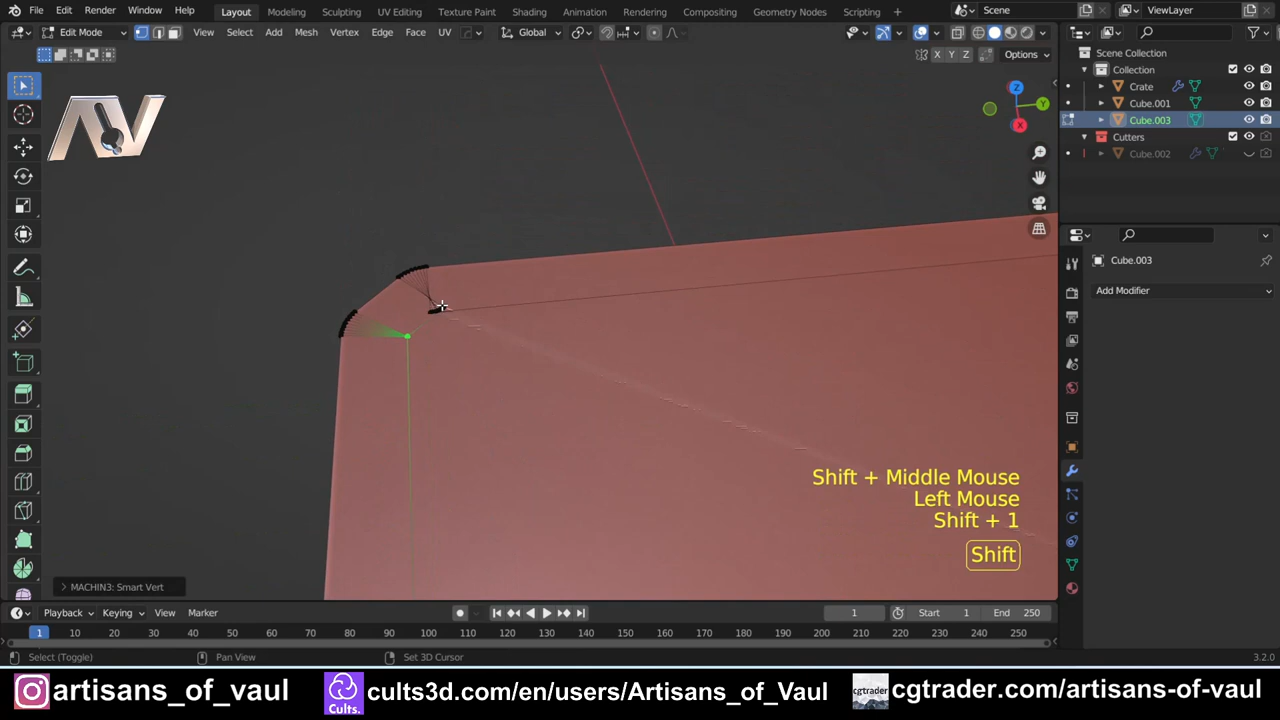 File Edit Render Window Help Layout Modeling Sculpting UV Editing Texture Paint Shading Animation Rendering Compositing Geometry Nodes Scripting + Scene ViewLayer
Edit Mode View Select Add Mesh Vertex Edge Face UV Global
X Y Z Options
Scene Collection
Collection
Crate
Cube.001
Cube.003
Cutters
Cube.002
Z
Y
X
AV
Cube.003
Add Modifier
Shift + Middle Mouse
Left Mouse
Shift + 1
Shift
MACHIN3: Smart Vert
Playback Keying View Marker 1 Start 1 End 250
1 10 20 30 40 50 60 70 80 90 100 110 120 130 140 150 160 170 180 190 200 210 220 230 240 250
Select (Toggle) Pan View Set 3D Cursor 3.2.0
artisans_of_vaul Cults. cults3d.com/en/users/Artisans_of_Vaul cgtrader.com/artisans-of-vaul